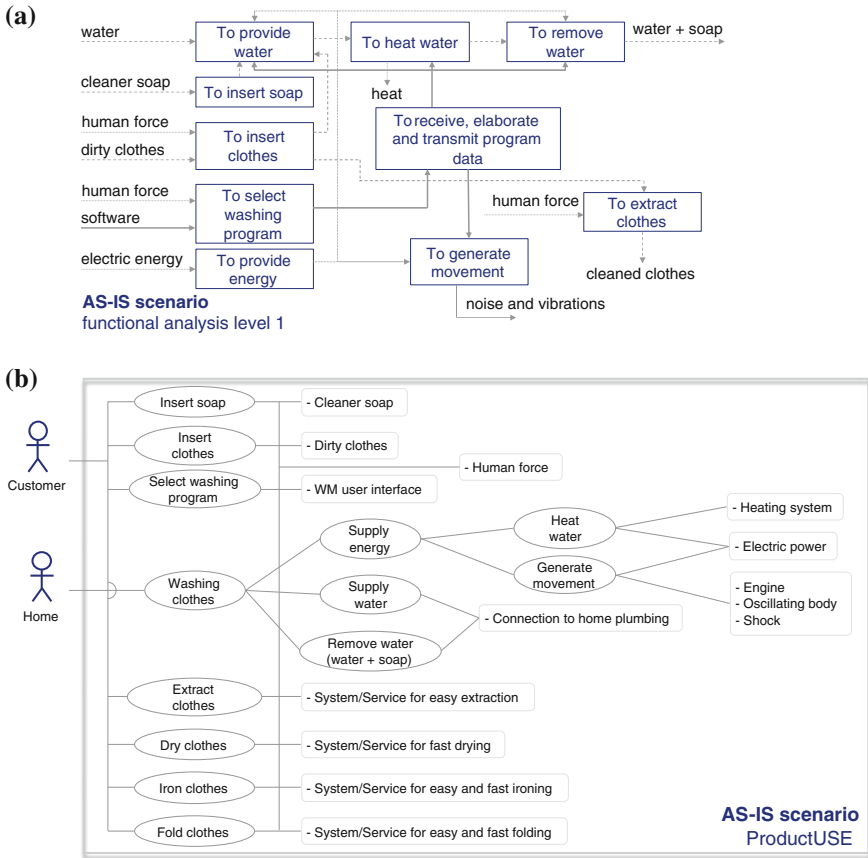 (a)
water
To provide
water
To heat water
To remove
water
water + soap
cleaner soap
To insert soap
heat
human force
dirty clothes
To insert
clothes
To receive, elaborate
and transmit program
data
human force
software
To select
washing
program
human force
To extract
clothes
electric energy
To provide
energy
To generate
movement
cleaned clothes
noise and vibrations
AS-IS scenario
functional analysis level 1
(b)
Customer
Home
Insert soap
- Cleaner soap
Insert
clothes
- Dirty clothes
- Human force
Select washing
program
- WM user interface
Washing
clothes
Supply
energy
Heat
water
- Heating system
- Electric power
Generate
movement
- Engine
- Oscillating body
- Shock
Supply
water
- Connection to home plumbing
Remove water
(water + soap)
Extract
clothes
- System/Service for easy extraction
Dry clothes
- System/Service for fast drying
Iron clothes
- System/Service for easy and fast ironing
Fold clothes
- System/Service for easy and fast folding
AS-IS scenario
ProductUSE